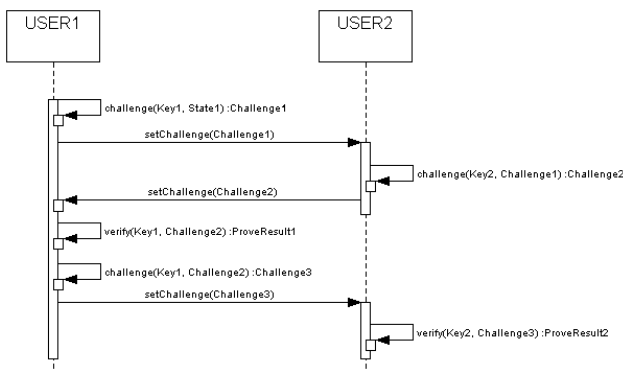 USER1
USER2
challenge(Key1, State1) :Challenge1
setChallenge(Challenge1)
challenge(Key2, Challenge1) :Challenge2
setChallenge(Challenge2)
verify(Key1, Challenge2) :ProveResult1
challenge(Key1, Challenge2) :Challenge3
setChallenge(Challenge3)
verify(Key2, Challenge3) :ProveResult2